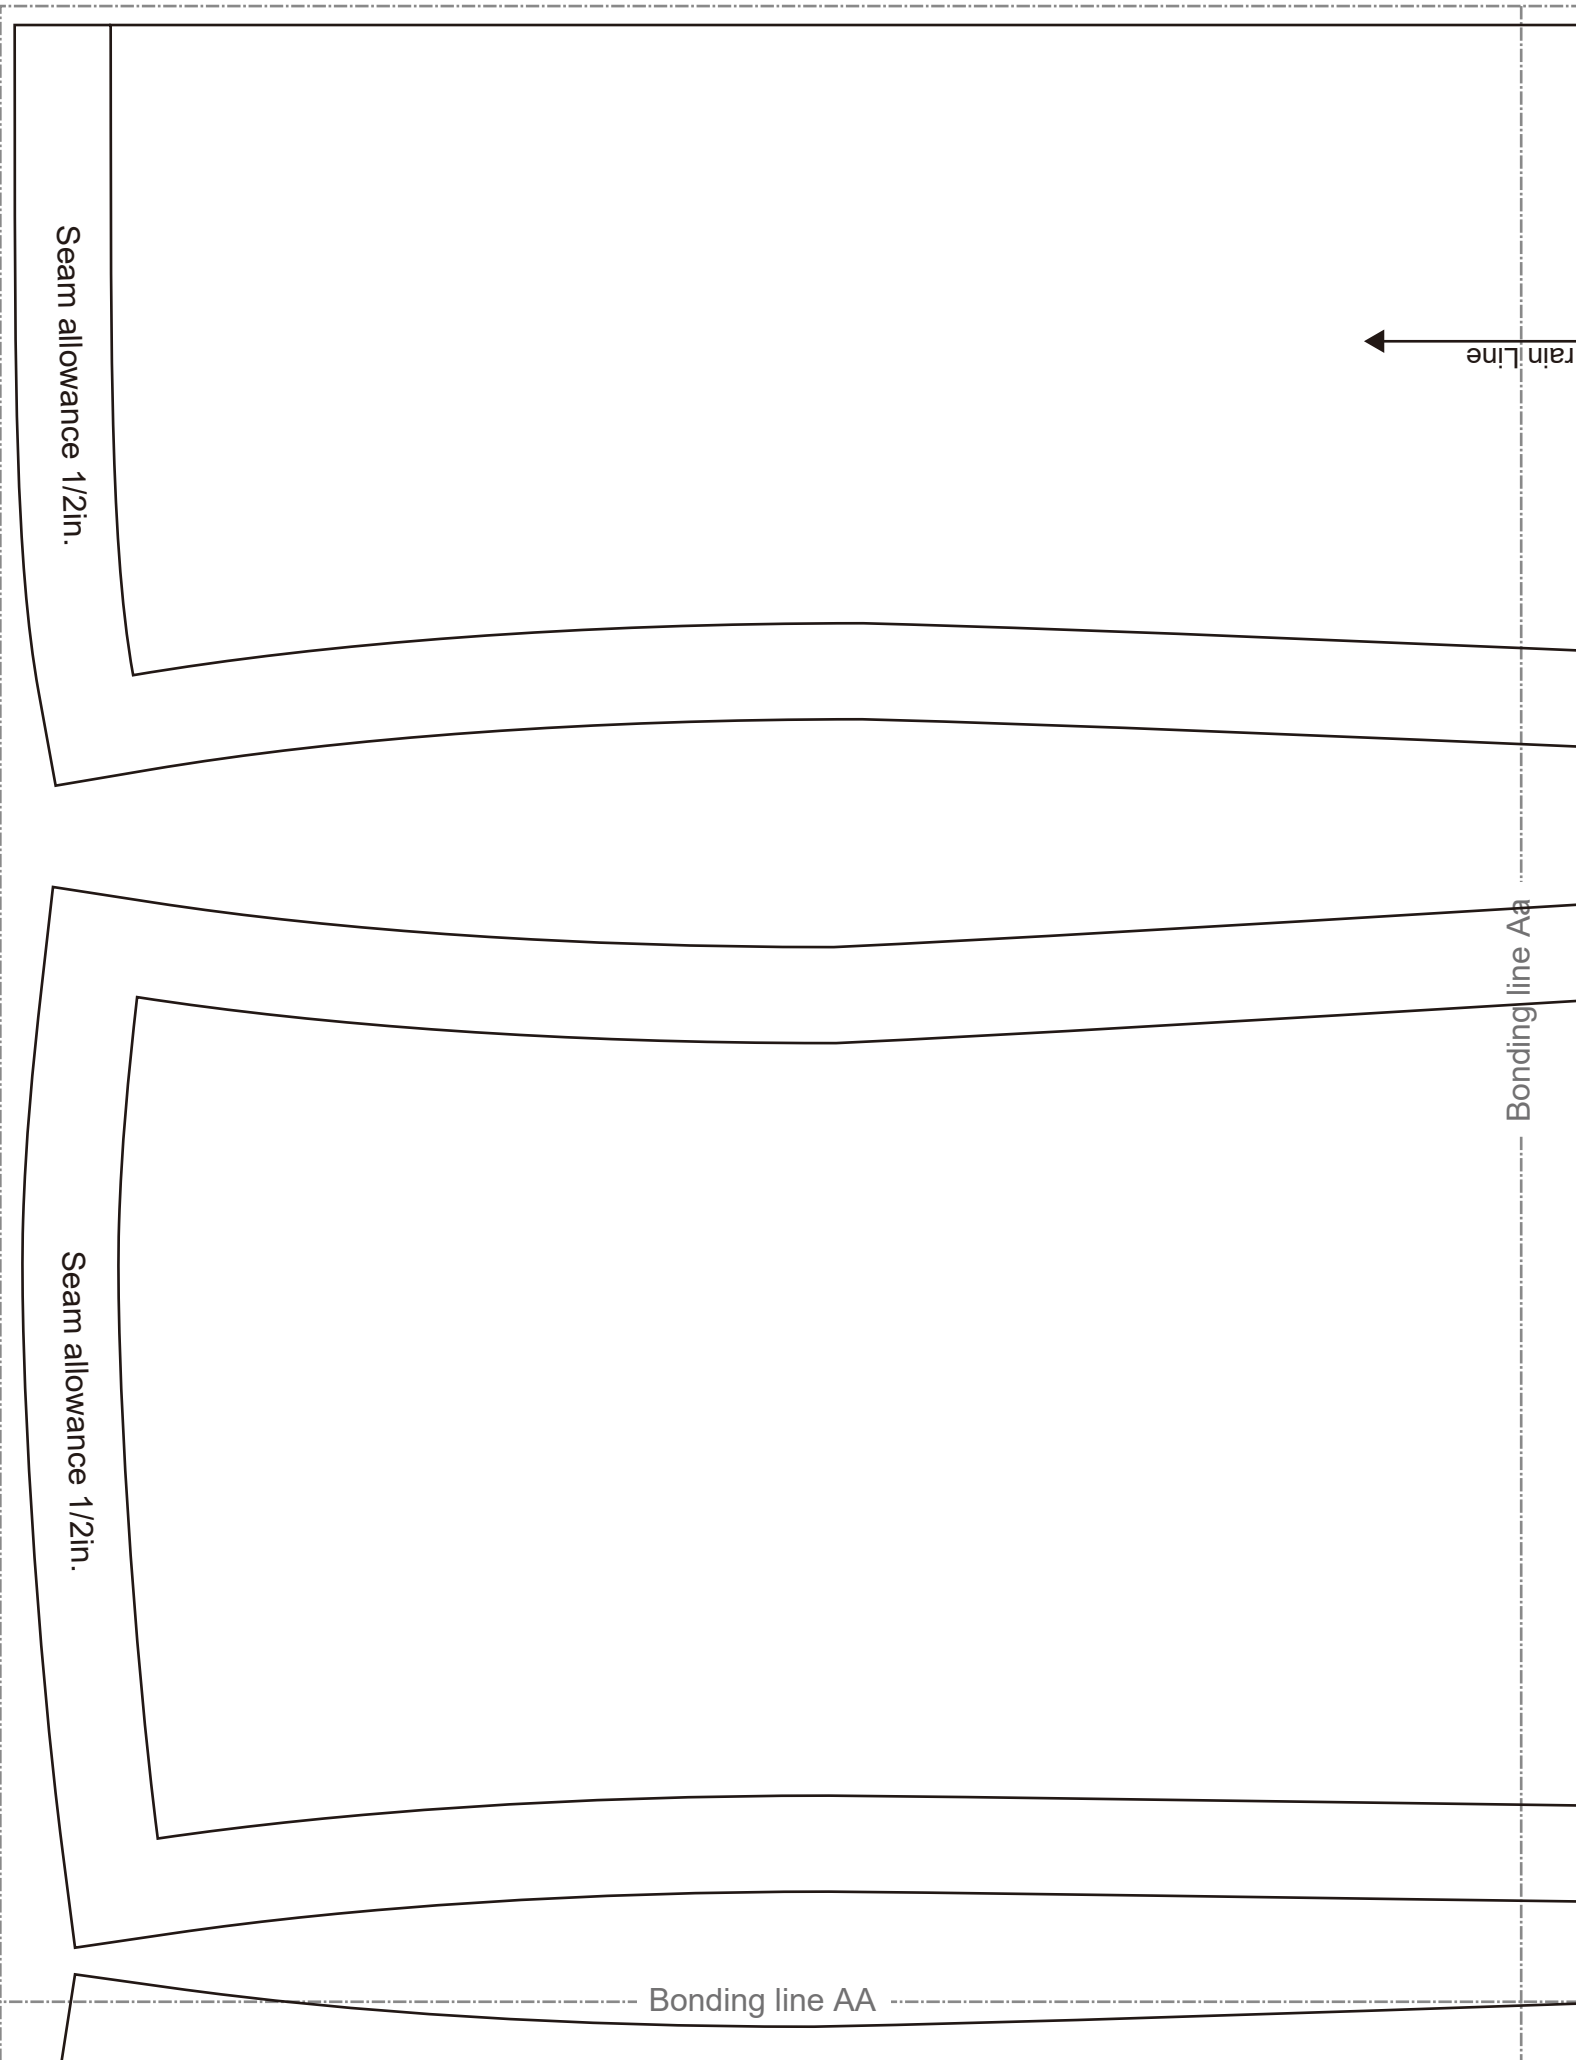 Seam allowance 1/2in.
rain Line
Bonding line Aa
Seam allowance 1/2in.
Bonding line AA